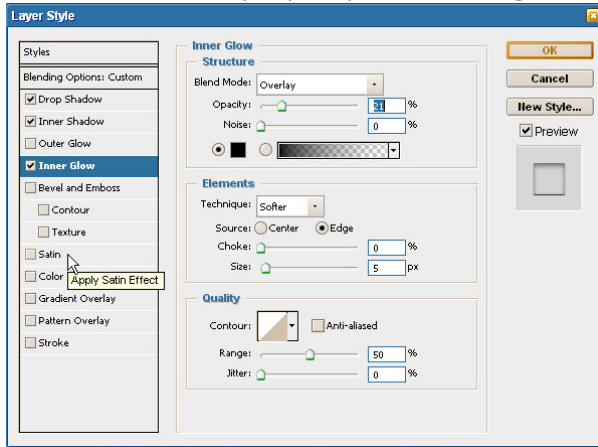 Layer Style
Styles
Blending Options: Custom
Drop Shadow
Inner Shadow
Outer Glow
Inner Glow
Bevel and Emboss
Contour
Texture
Satin
Color
Apply Satin Effect
Gradient Overlay
Pattern Overlay
Stroke
Inner Glow
Structure
Blend Mode: Overlay
Opacity: 21 %
Noise: 0 %
Elements
Technique: Softer
Source: Center Edge
Choke: 0 %
Size: 5 px
Quality
Contour: Anti-aliased
Range: 50 %
Jitter: 0 %
OK
Cancel
New Style...
Preview